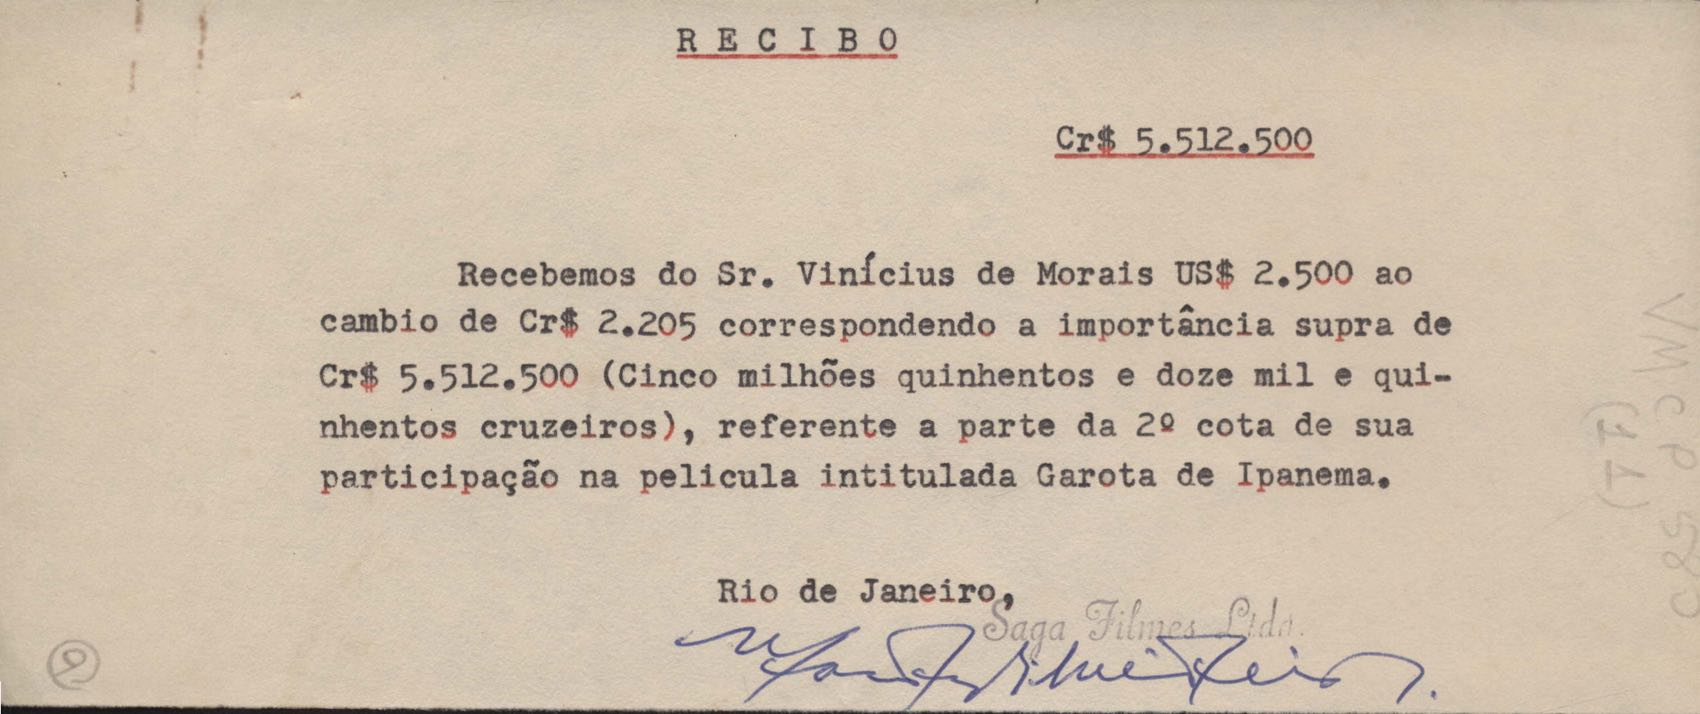 R E C I B O
Cr$ 5.512.500
Recebemos do Sr. Vinícius de Morais US$ 2.500 ao
cambio de Cr$ 2.205 correspondendo a importância supra de
Cr$ 5.512.500 (Cinco milhões quinhentos e doze mil e qui-
nhentos cruzeiros), referente a parte da 2º cota de sua
participação na pelicula intitulada Garota de Ipanema.
Rio de Janeiro,
Saga Filmes Ltda.
2